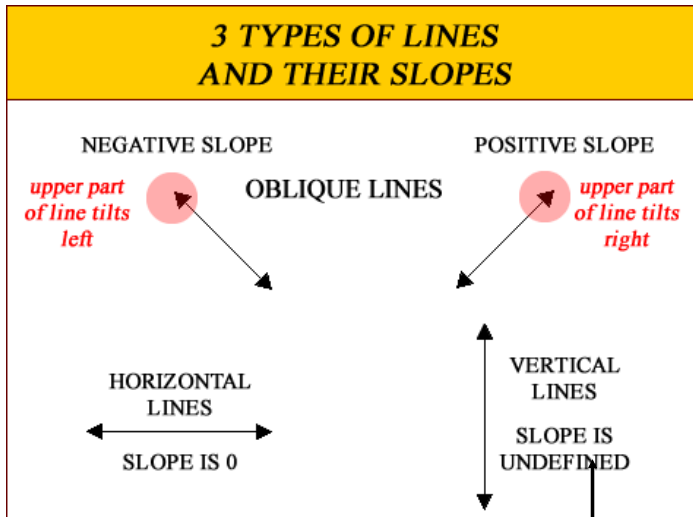 3 TYPES OF LINES
AND THEIR SLOPES
NEGATIVE SLOPE
POSITIVE SLOPE
OBLIQUE LINES
upper part
of line tilts
left
upper part
of line tilts
right
HORIZONTAL
LINES
SLOPE IS 0
VERTICAL
LINES
SLOPE IS
UNDEFINED